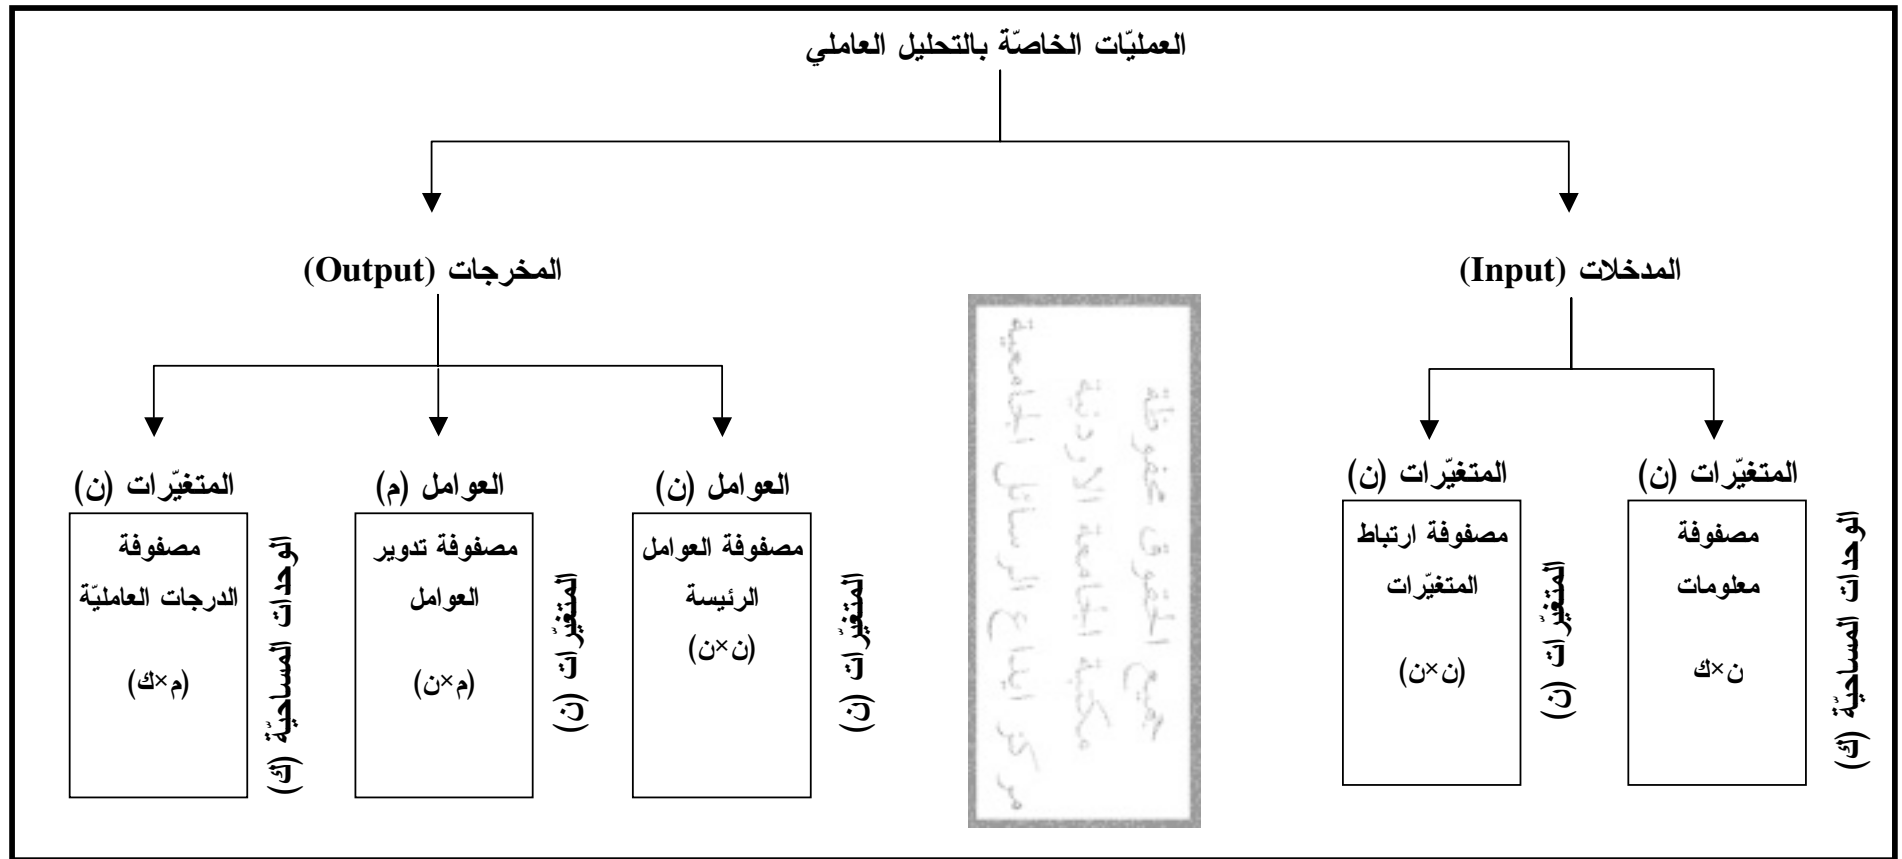 العمليّات الخاصّة بالتحليل العاملي
المدخلات (Input)
المخرجات (Output)
المتغيّرات (ن)
مصفوفة
معلومات
ن×ك
الوحدات المساحيّة (ك)
المتغيّرات (ن)
مصفوفة ارتباط
المتغيّرات
(ن×ن)
المتغيّرات (ن)
جميع الحقوق محفوظة
مكتبة الجامعة الاردنية
مركز ايداع الرسائل الجامعية
العوامل (ن)
مصفوفة العوامل
الرئيسة
(ن×ن)
المتغيّرات (ن)
العوامل (م)
مصفوفة تدوير
العوامل
(م×ن)
المتغيّرات (ن)
المتغيّرات (ن)
مصفوفة
الدرجات العامليّة
(م×ك)
الوحدات المساحيّة (ك)